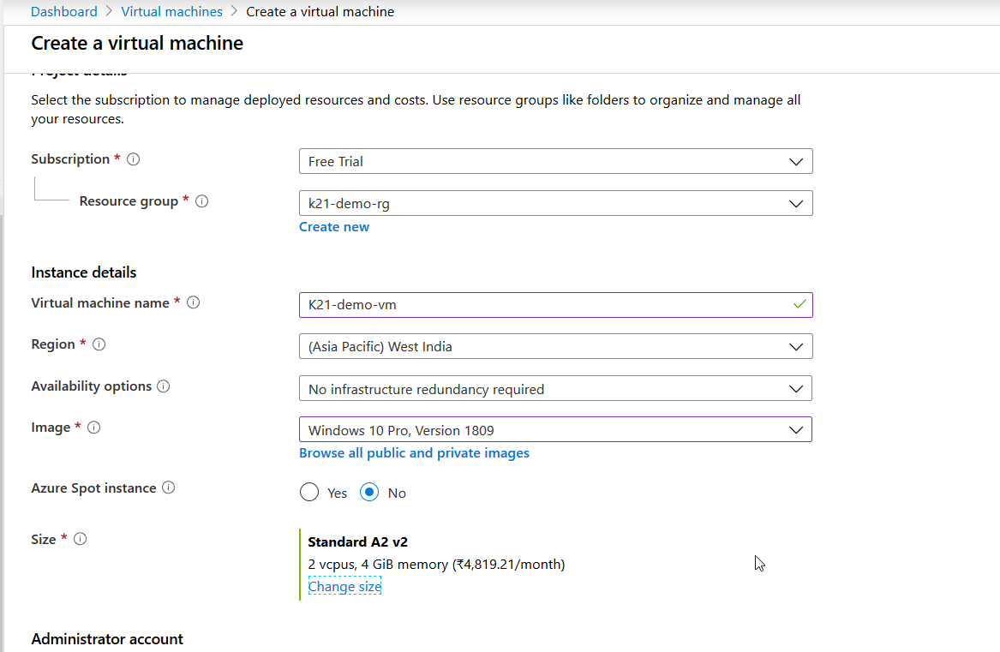 Dashboard > Virtual machines > Create a virtual machine
Create a virtual machine
Project details
Select the subscription to manage deployed resources and costs. Use resource groups like folders to organize and manage all
your resources.
Subscription * Free Trial
Resource group * k21-demo-rg
Create new
Instance details
Virtual machine name * K21-demo-vm
Region * (Asia Pacific) West India
Availability options No infrastructure redundancy required
Image * Windows 10 Pro, Version 1809
Browse all public and private images
Azure Spot instance Yes No
Size * Standard A2 v2
2 vcpus, 4 GiB memory (₹4,819.21/month)
Change size
Administrator account